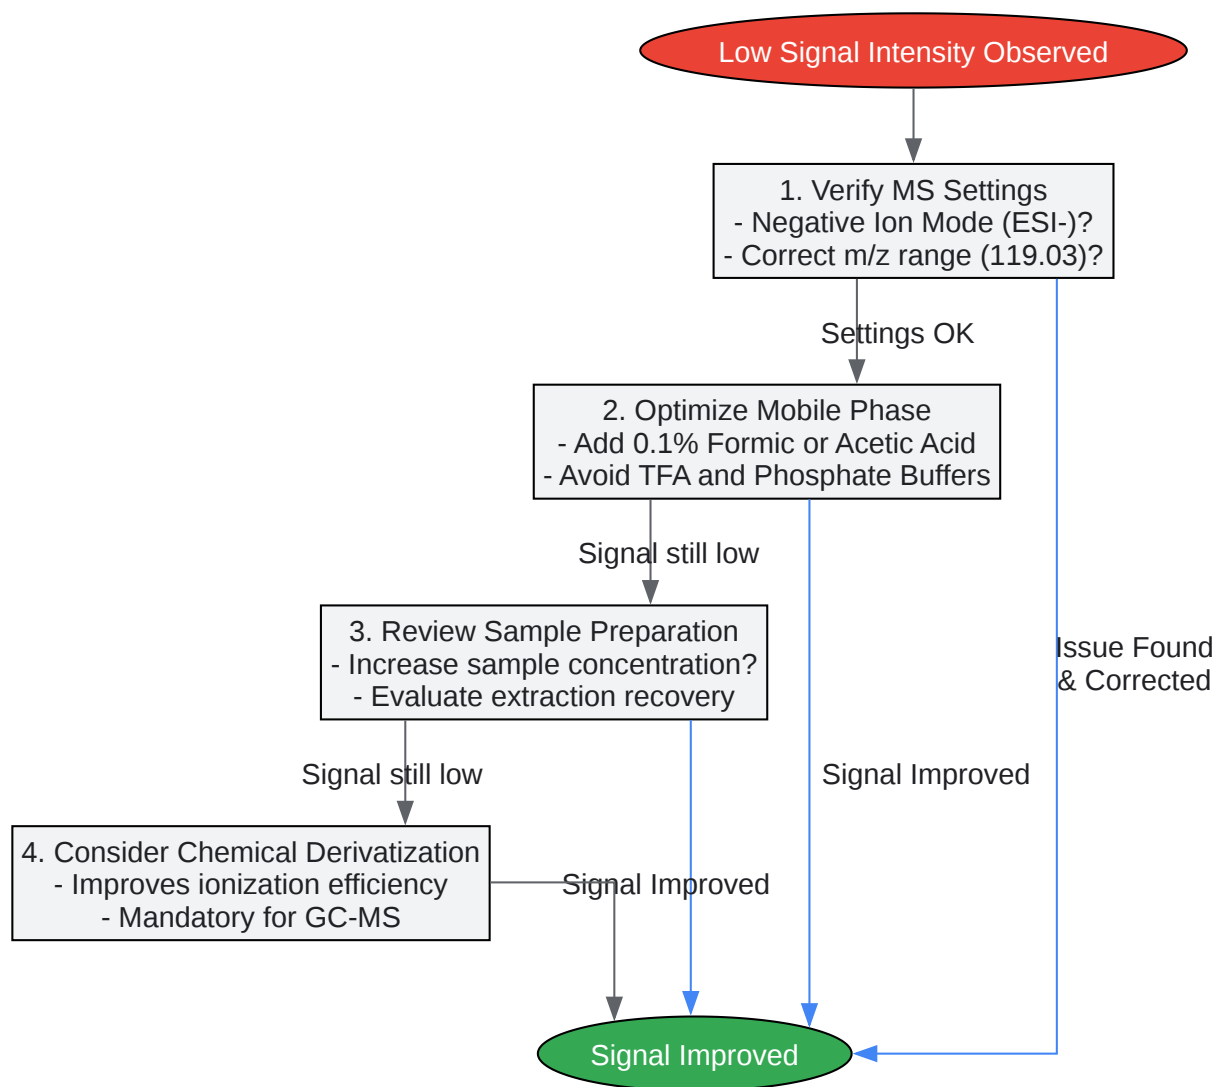 Low Signal Intensity Observed
1. Verify MS Settings
- Negative Ion Mode (ESI-)?
- Correct m/z range (119.03)?
Settings OK
2. Optimize Mobile Phase
- Add 0.1% Formic or Acetic Acid
- Avoid TFA and Phosphate Buffers
Signal still low
3. Review Sample Preparation
- Increase sample concentration?
- Evaluate extraction recovery
Issue Found
& Corrected
Signal still low
Signal Improved
4. Consider Chemical Derivatization
- Improves ionization efficiency
- Mandatory for GC-MS
Signal Improved
Signal Improved